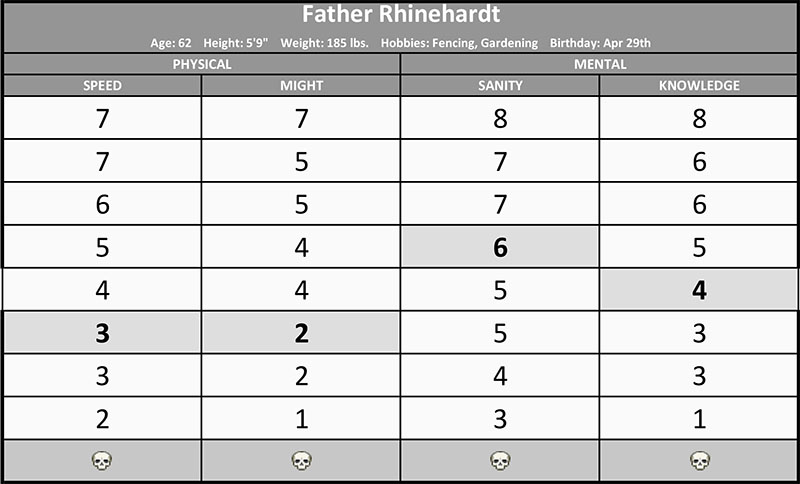 Father Rhinehardt
Age: 62 Height: 5'9" Weight: 185 lbs. Hobbies: Fencing, Gardening Birthday: Apr 29th
PHYSICAL MENTAL
SPEED MIGHT SANITY KNOWLEDGE
7 7 8 8
7 5 7 6
6 5 7 6
5 4 6 5
4 4 5 4
3 2 5 3
3 2 4 3
2 1 3 1